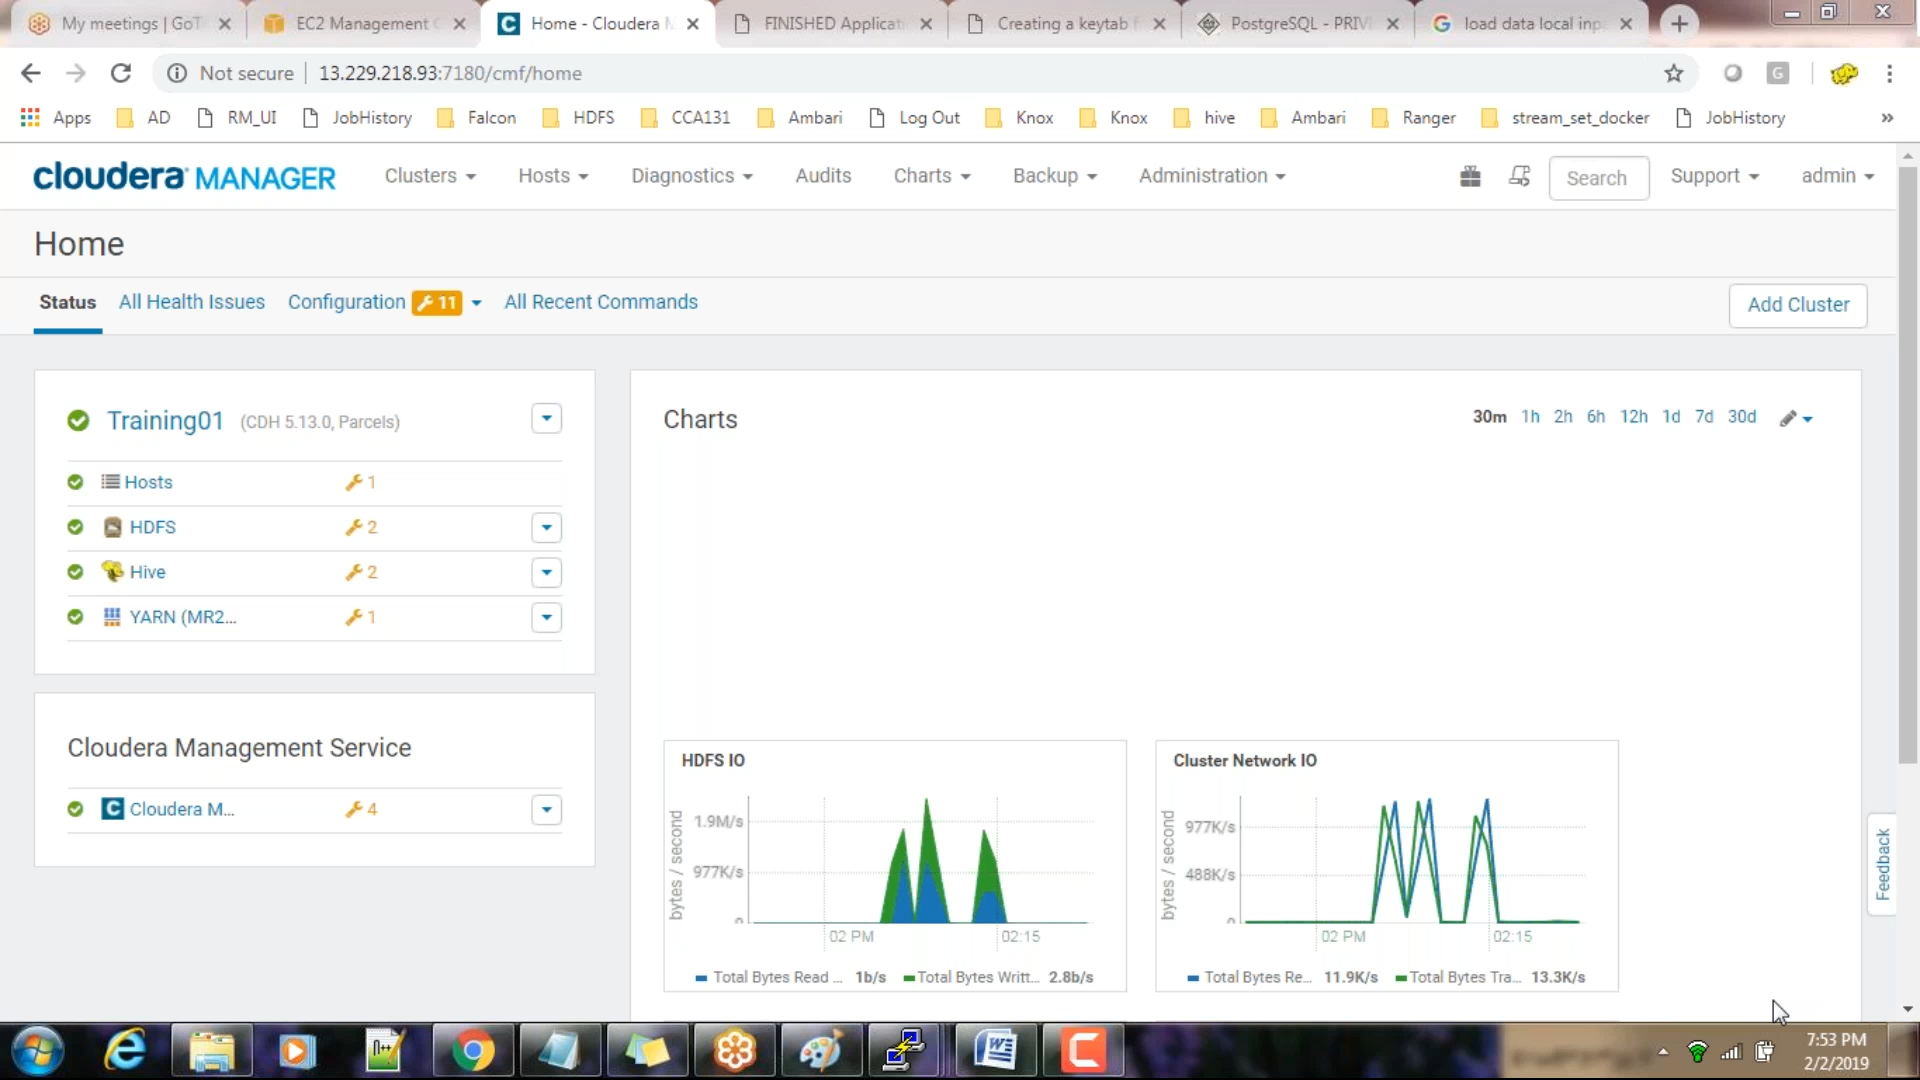 My meetings | GoT
EC2 Management C
Home - Cloudera M
FINISHED Applicati
Creating a keytab f
PostgreSQL - PRIVI
load data local inpa
Not secure | 13.229.218.93:7180/cmf/home
Apps AD RM_UI JobHistory Falcon HDFS CCA131 Ambari Log Out Knox Knox hive Ambari Ranger stream_set_docker JobHistory »
cloudera MANAGER Clusters Hosts Diagnostics Audits Charts Backup Administration Search Support admin
Home
Status All Health Issues Configuration 11 All Recent Commands Add Cluster
Training01 (CDH 5.13.0, Parcels)
Hosts 1
HDFS 2
Hive 2
YARN (MR2... 1
Cloudera Management Service
Cloudera M... 4
Charts 30m 1h 2h 6h 12h 1d 7d 30d
HDFS IO
bytes / second
1.9M/s
977K/s
0
02 PM 02:15
Total Bytes Read ... 1b/s Total Bytes Writt... 2.8b/s
Cluster Network IO
bytes / second
977K/s
488K/s
0
02 PM 02:15
Total Bytes Re... 11.9K/s Total Bytes Tra... 13.3K/s
Feedback
7:53 PM
2/2/2019